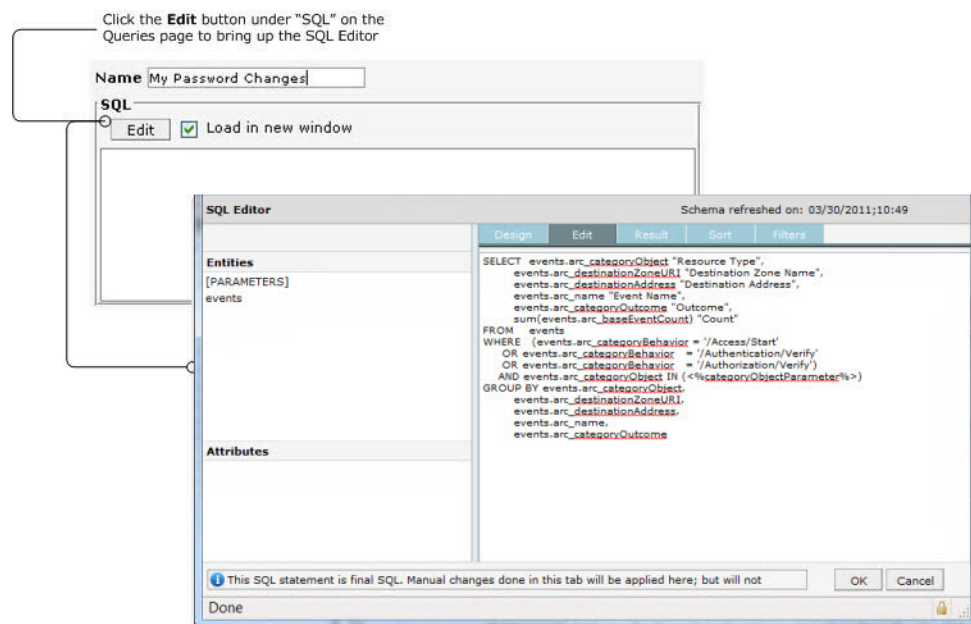 Click the Edit button under “SQL” on the
Queries page to bring up the SQL Editor
Name My Password Changes
SQL
Edit Load in new window
SQL Editor Schema refreshed on: 03/30/2011;10:49
Design Edit Result Sort Filters
Entities
[PARAMETERS]
events
SELECT events.arc_categoryObject "Resource Type",
events.arc_destinationZoneURI "Destination Zone Name",
events.arc_destinationAddress "Destination Address",
events.arc_name "Event Name",
events.arc_categoryOutcome "Outcome",
sum(events.arc_baseEventCount) "Count"
FROM events
WHERE (events.arc_categoryBehavior = '/Access/Start'
OR events.arc_categoryBehavior = '/Authentication/Verify'
OR events.arc_categoryBehavior = '/Authorization/Verify')
AND events.arc_categoryObject IN (<%categoryObjectParameter%>)
GROUP BY events.arc_categoryObject,
events.arc_destinationZoneURI,
events.arc_destinationAddress,
events.arc_name,
events.arc_categoryOutcome
Attributes
This SQL statement is final SQL. Manual changes done in this tab will be applied here; but will not
OK Cancel
Done